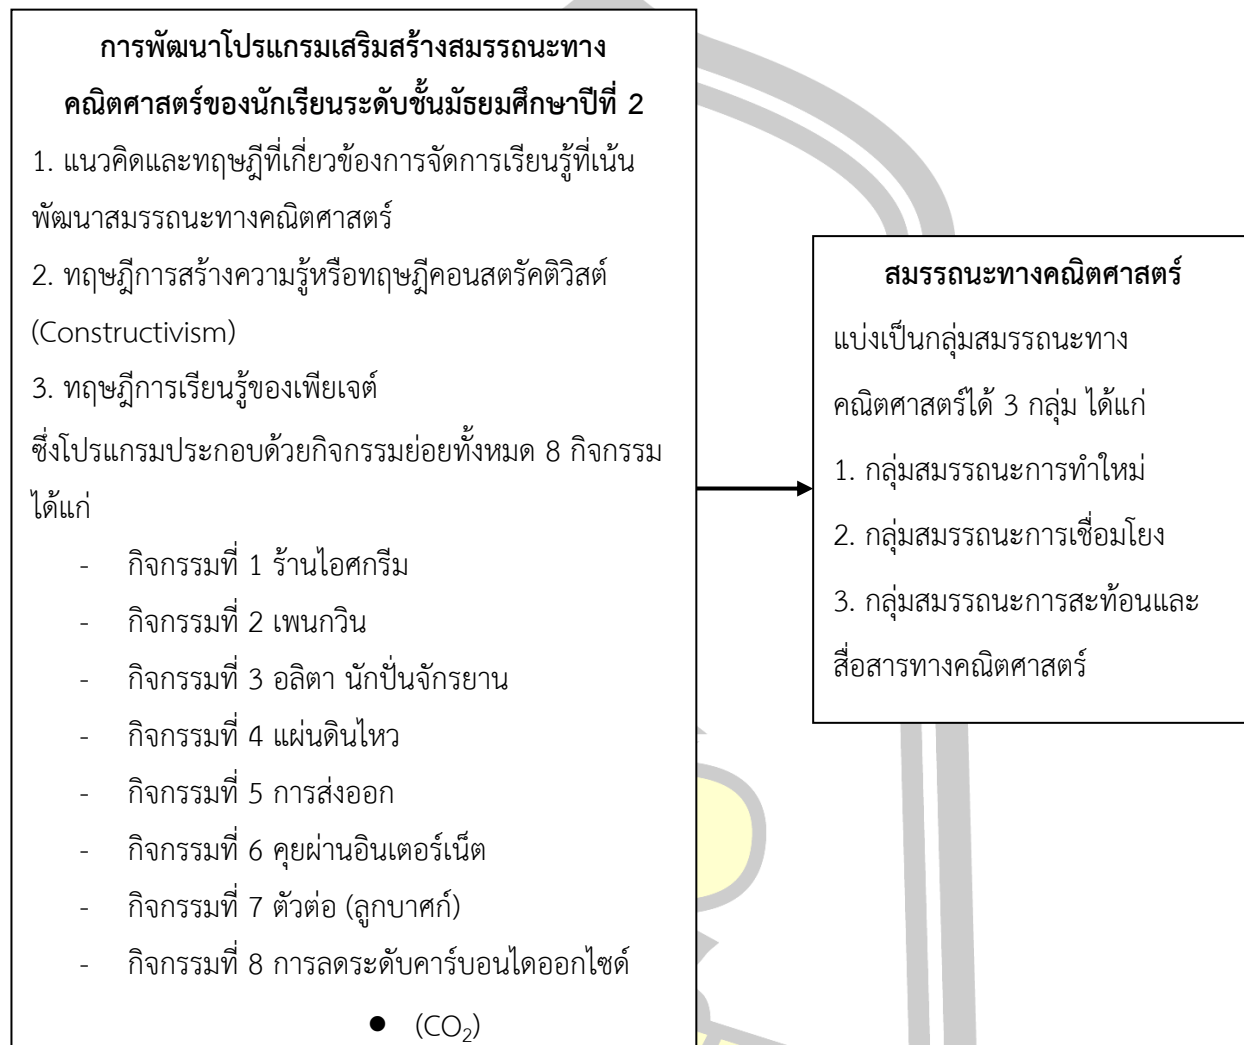 การพัฒนาโปรแกรมเสริมสร้างสมรรถนะทาง
คณิตศาสตร์ของนักเรียนระดับชั้นมัธยมศึกษาปีที่ 2
1. แนวคิดและทฤษฎีที่เกี่ยวข้องการจัดการเรียนรู้ที่เน้น
พัฒนาสมรรถนะทางคณิตศาสตร์
2. ทฤษฎีการสร้างความรู้หรือทฤษฎีคอนสตรัคติวิสต์
(Constructivism)
3. ทฤษฎีการเรียนรู้ของเพียเจต์
ซึ่งโปรแกรมประกอบด้วยกิจกรรมย่อยทั้งหมด 8 กิจกรรม
ได้แก่
- กิจกรรมที่ 1 ร้านไอศกรีม
- กิจกรรมที่ 2 เพนกวิน
- กิจกรรมที่ 3 อลิตา นักปั่นจักรยาน
- กิจกรรมที่ 4 แผ่นดินไหว
- กิจกรรมที่ 5 การส่งออก
- กิจกรรมที่ 6 คุยผ่านอินเตอร์เน็ต
- กิจกรรมที่ 7 ตัวต่อ (ลูกบาศก์)
- กิจกรรมที่ 8 การลดระดับคาร์บอนไดออกไซด์
● (CO₂)
สมรรถนะทางคณิตศาสตร์
แบ่งเป็นกลุ่มสมรรถนะทาง
คณิตศาสตร์ได้ 3 กลุ่ม ได้แก่
1. กลุ่มสมรรถนะการทำใหม่
2. กลุ่มสมรรถนะการเชื่อมโยง
3. กลุ่มสมรรถนะการสะท้อนและ
สื่อสารทางคณิตศาสตร์